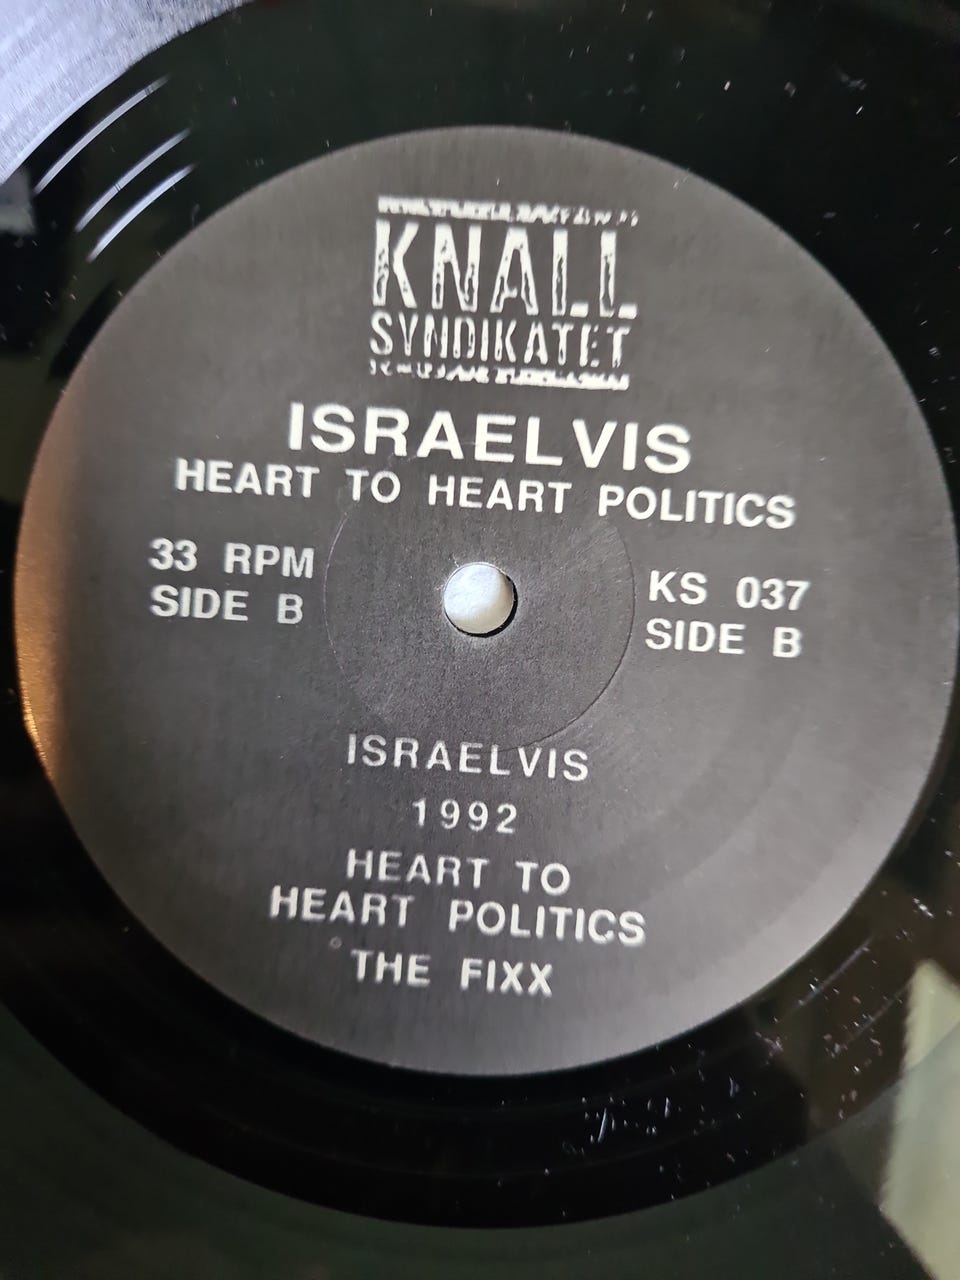 KNALL
SYNDIKATET
ISRAELVIS
HEART TO HEART POLITICS
33 RPM
SIDE B
KS 037
SIDE B
ISRAELVIS
1992
HEART TO
HEART POLITICS
THE FIXX